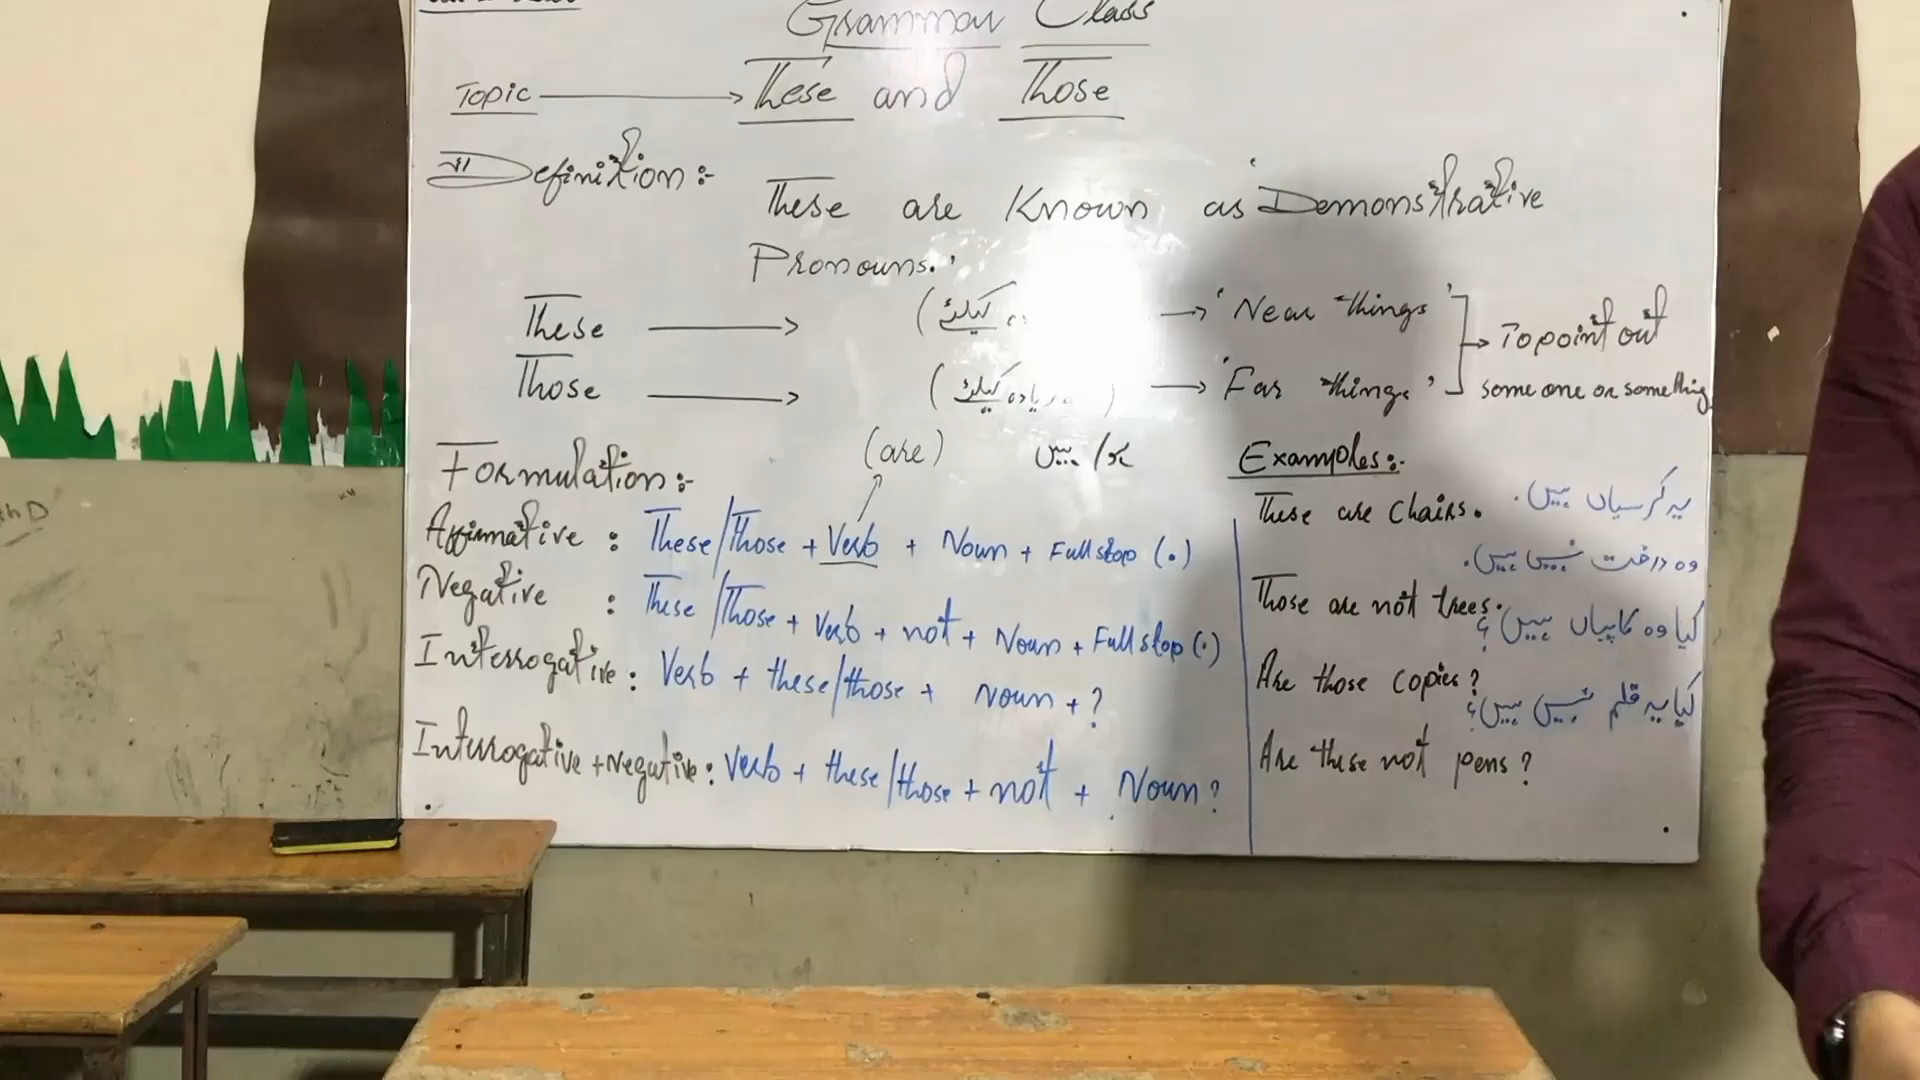 Grammar Class
Topic → These and Those
Definition :-
These are Known as 'Demonstrative
Pronouns.'
These → ( کیلئے → 'Near things'
Those → ( زیادہ کیلئے ) → 'Far things'
→ To point out
some one or something
Formulation :-
(are)
ہیں
Affirmative : These/Those + Verb + Noun + Full stop (.)
Negative : These/Those + Verb + not + Noun + Full stop (.)
Interrogative : Verb + these/those + Noun + ?
Interrogative + Negative : Verb + these/those + not + Noun ?
Examples :-
These are Chairs.
یہ کرسیاں ہیں۔
وہ درخت نہیں ہیں۔
Those are not trees.
کیا وہ کاپیاں ہیں؟
Are those copies?
کیا یہ قلم نہیں ہیں؟
Are these not pens?